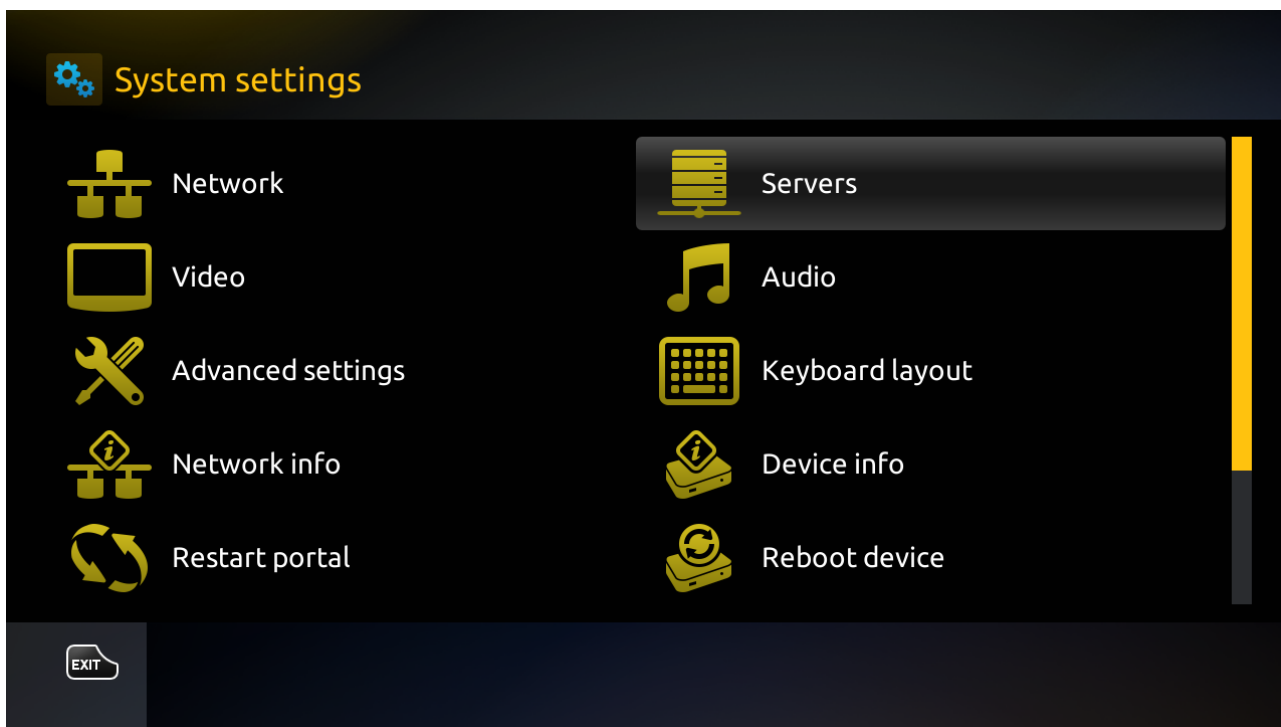 System settings
Network
Servers
Video
Audio
Advanced settings
Keyboard layout
Network info
Device info
Restart portal
Reboot device
EXIT